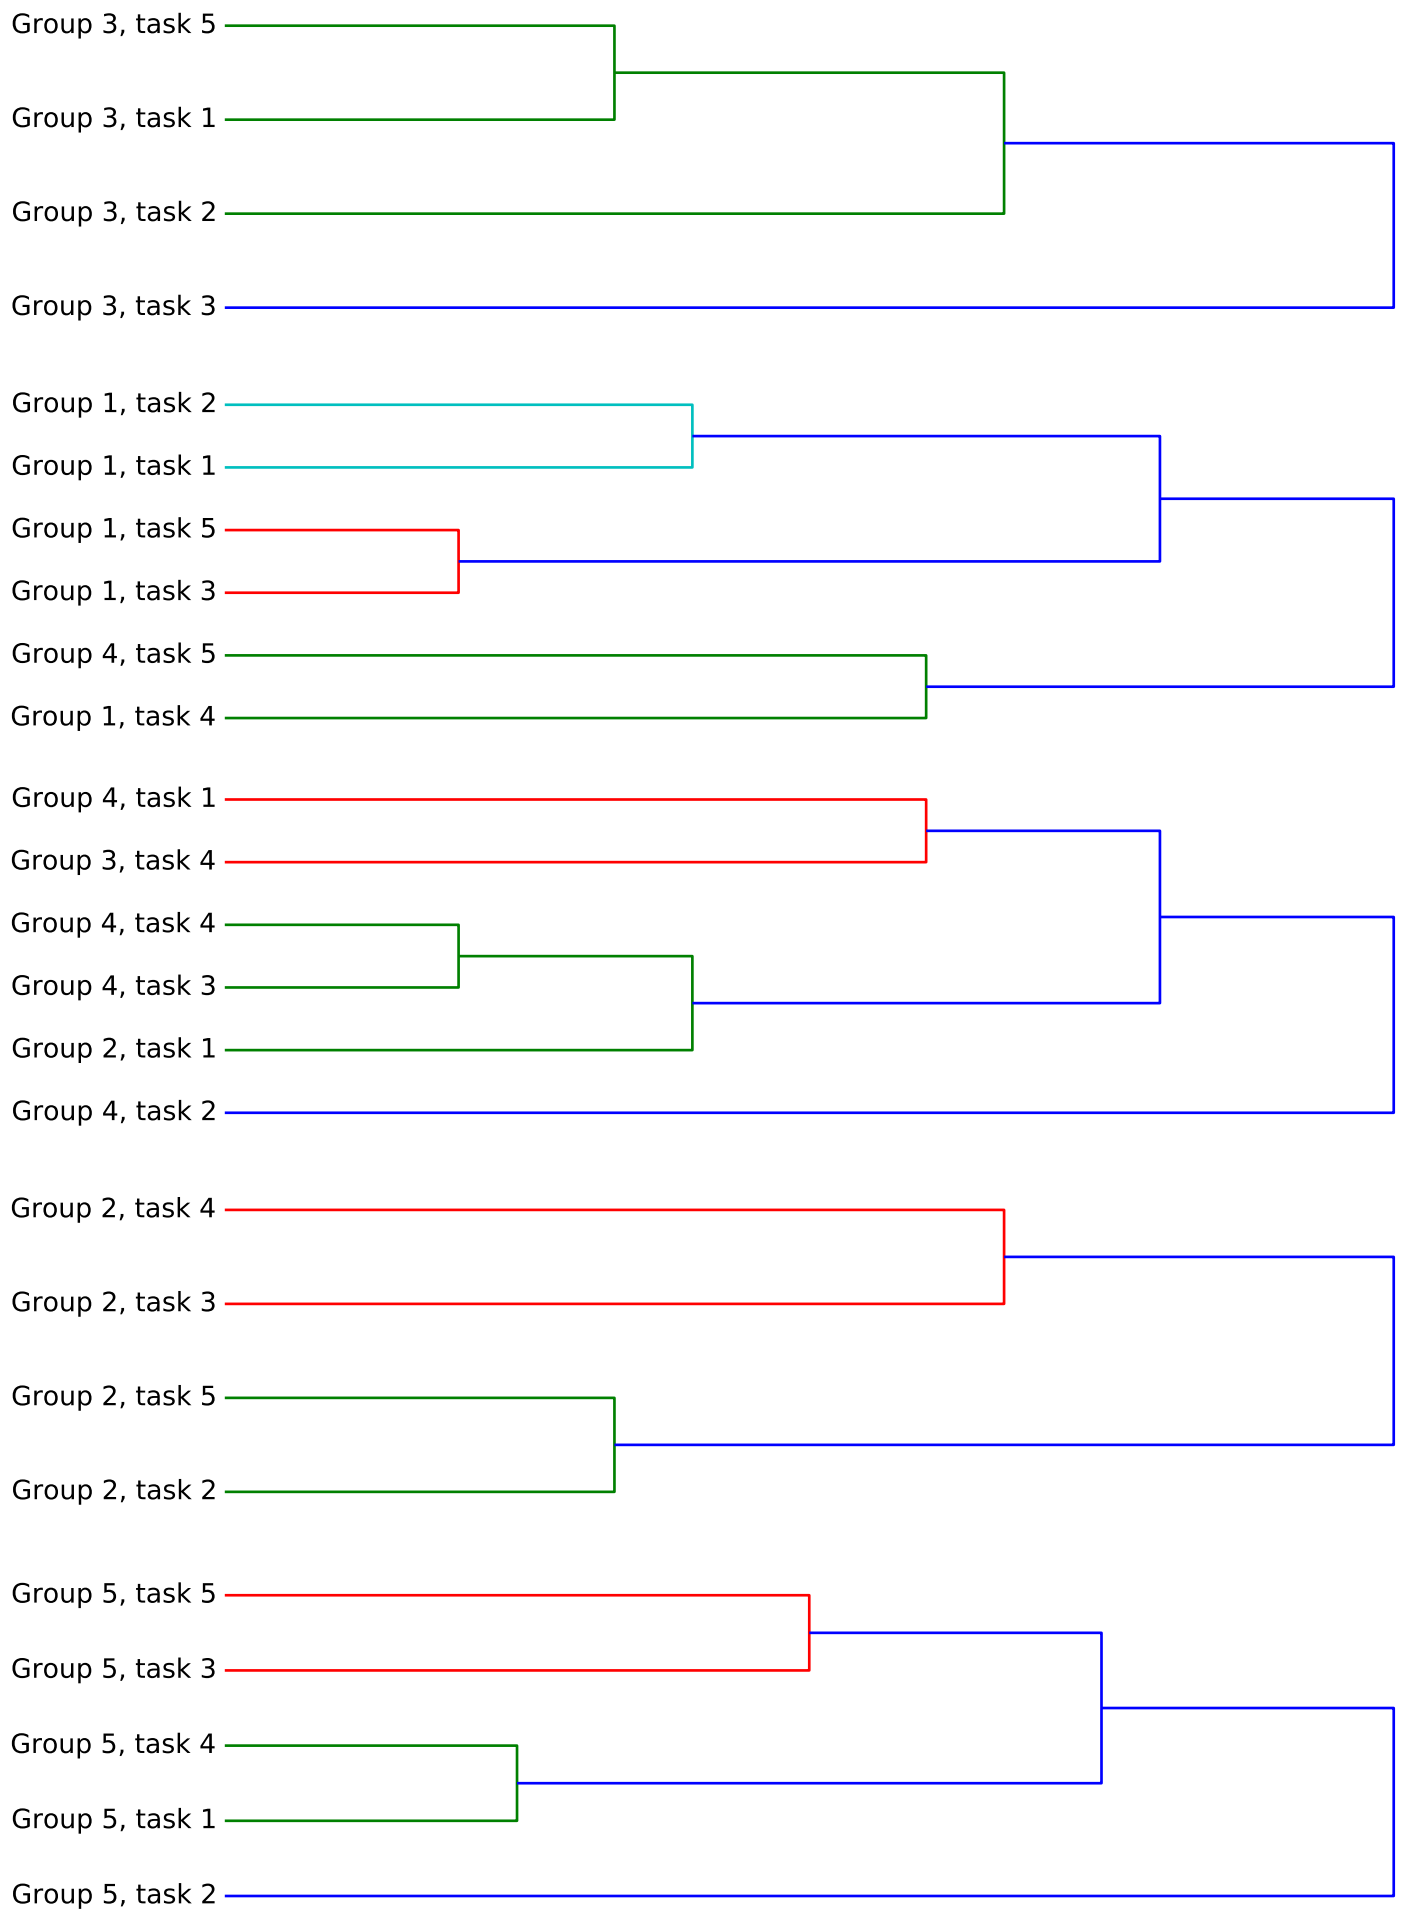 Group 3, task 5
Group 3, task 1
Group 3, task 2
Group 3, task 3
Group 1, task 2
Group 1, task 1
Group 1, task 5
Group 1, task 3
Group 4, task 5
Group 1, task 4
Group 4, task 1
Group 3, task 4
Group 4, task 4
Group 4, task 3
Group 2, task 1
Group 4, task 2
Group 2, task 4
Group 2, task 3
Group 2, task 5
Group 2, task 2
Group 5, task 5
Group 5, task 3
Group 5, task 4
Group 5, task 1
Group 5, task 2